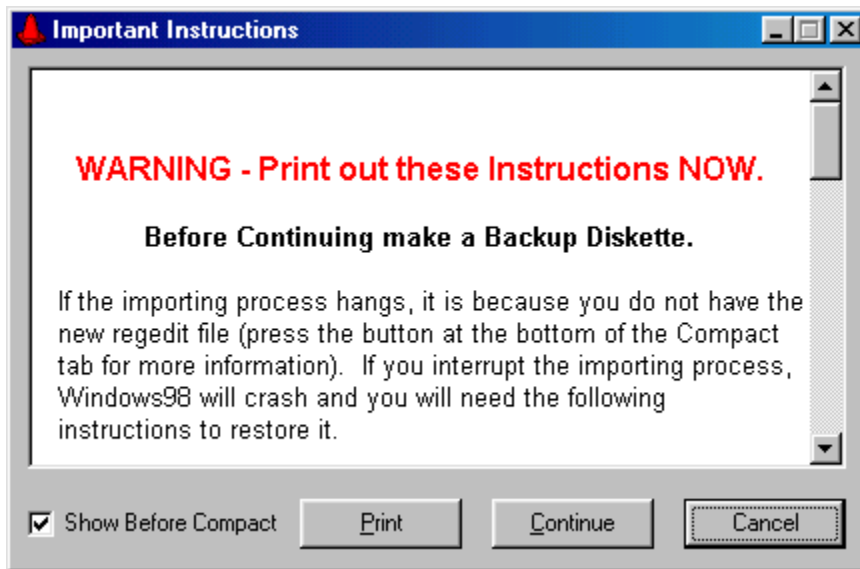 Important Instructions
WARNING - Print out these Instructions NOW.
Before Continuing make a Backup Diskette.
If the importing process hangs, it is because you do not have the
new regedit file (press the button at the bottom of the Compact
tab for more information).  If you interrupt the importing process,
Windows98 will crash and you will need the following
instructions to restore it.
Show Before Compact
Print
Continue
Cancel